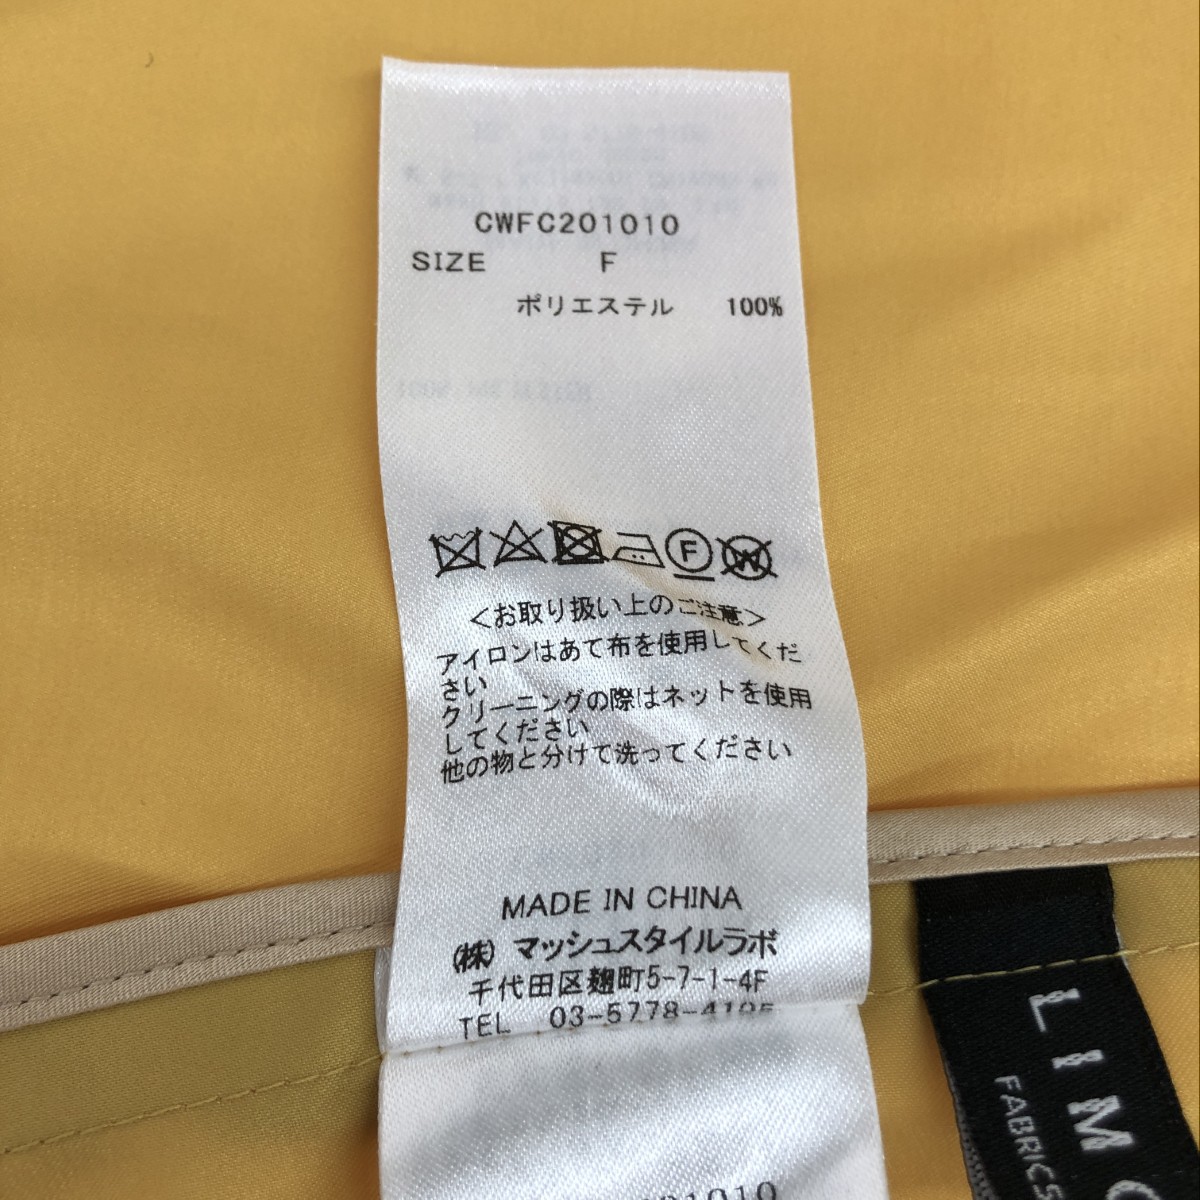 CWFC201010
SIZE F
ポリエステル 100%
F
W
<お取り扱い上のご注意>
アイロンはあて布を使用してくだ
さい
クリーニングの際はネットを使用
してください
他の物と分けて洗ってください
MADE IN CHINA
(株) マッシュスタイルラボ
千代田区麹町5-7-1-4F
TEL 03-5778-4195
LIM
FABRICS